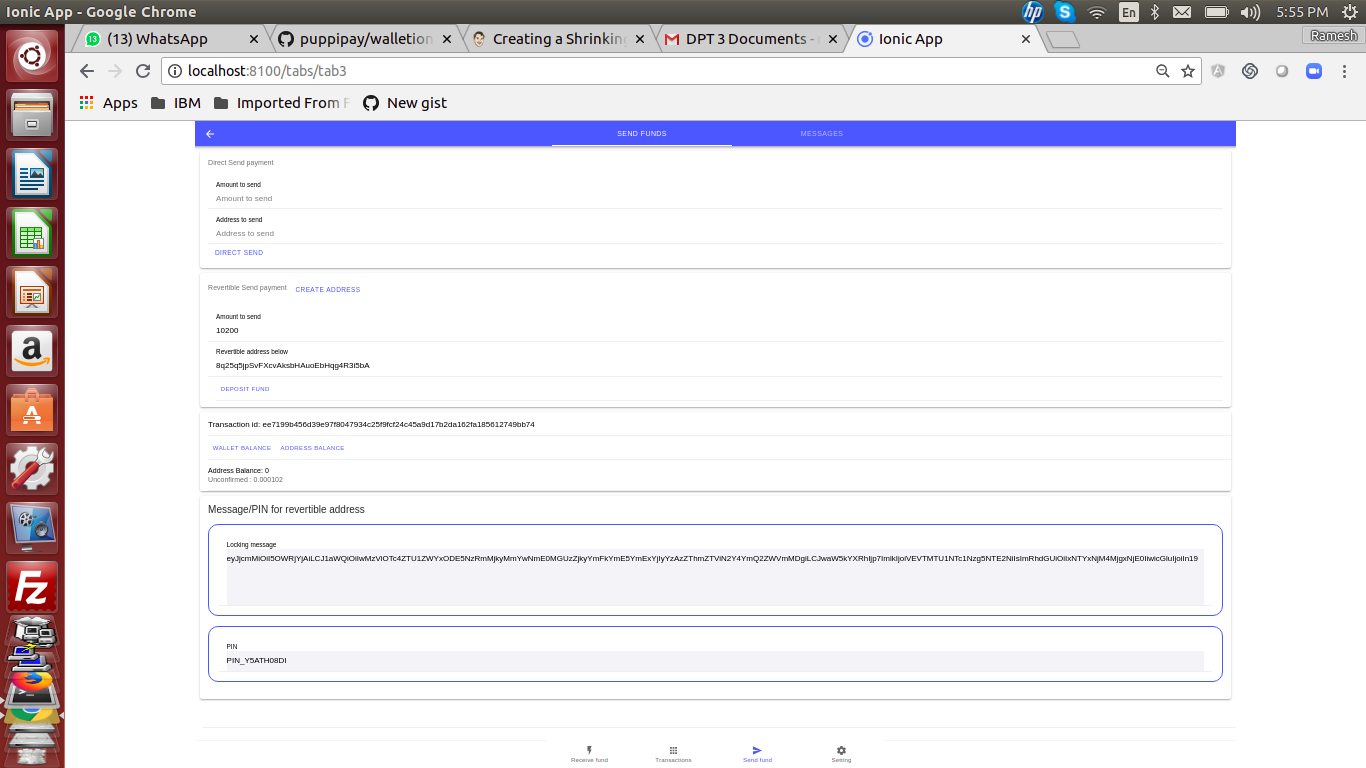 Ionic App - Google Chrome
En
5:55 PM
(13) WhatsApp
puppipay/walletion
Creating a Shrinking
DPT 3 Documents -
Ionic App
Ramesh
localhost:8100/tabs/tab3
Apps
IBM
Imported From F
New gist
SEND FUNDS
MESSAGES
Direct Send payment
Amount to send
Amount to send
Address to send
Address to send
DIRECT SEND
Revertible Send payment
CREATE ADDRESS
Amount to send
10200
Revertible address below
8q25q5jpSvFXcvAksbHAuoEbHqg4R3i5bA
DEPOSIT FUND
Transaction id: ee7199b456d39e97f8047934c25f9fcf24c45a9d17b2da162fa185612749bb74
WALLET BALANCE
ADDRESS BALANCE
Address Balance: 0
Unconfirmed : 0.000102
Message/PIN for revertible address
Locking message
PIN
PIN_Y5ATH08DI
Receive fund
Transactions
Send fund
Setting